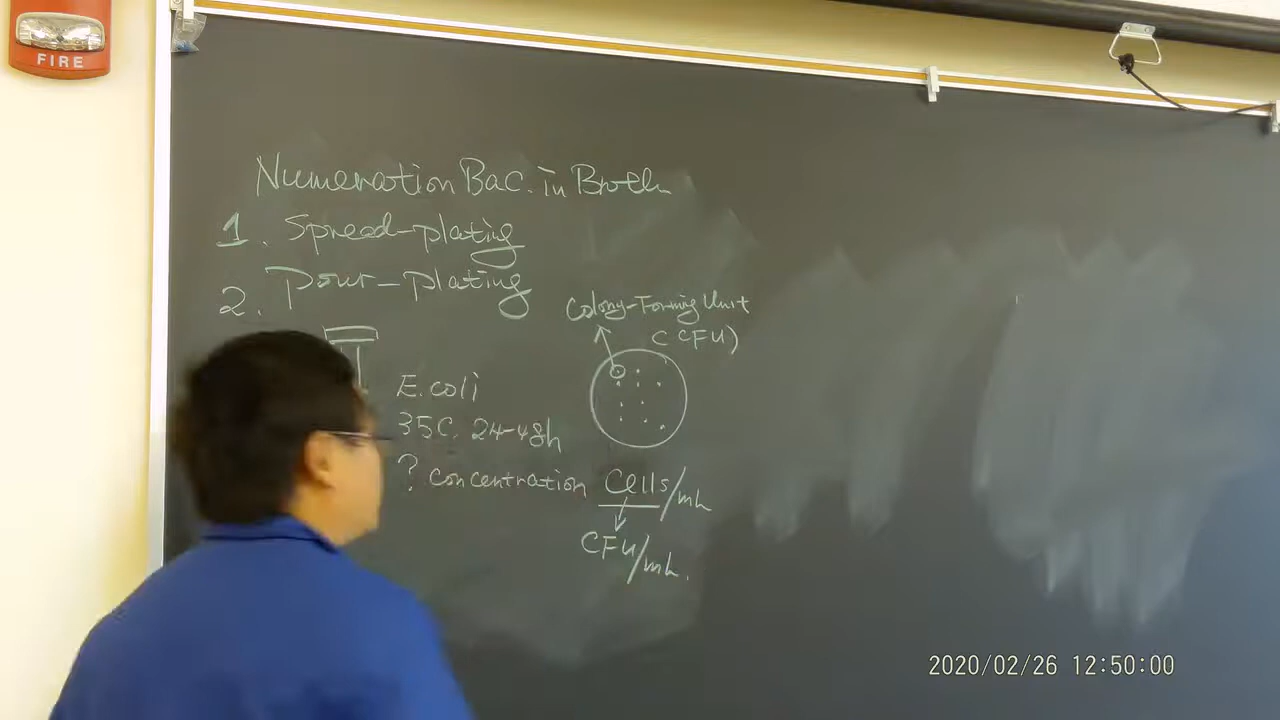 FIRE
Numeration Bac. in Broth
1. Spread-plating
2. Pour-plating
Colony-Forming Unit
(CFU)
E. coli
35C. 24-48h
? concentration Cells/mL
CFU/mL.
2020/02/26 12:50:00